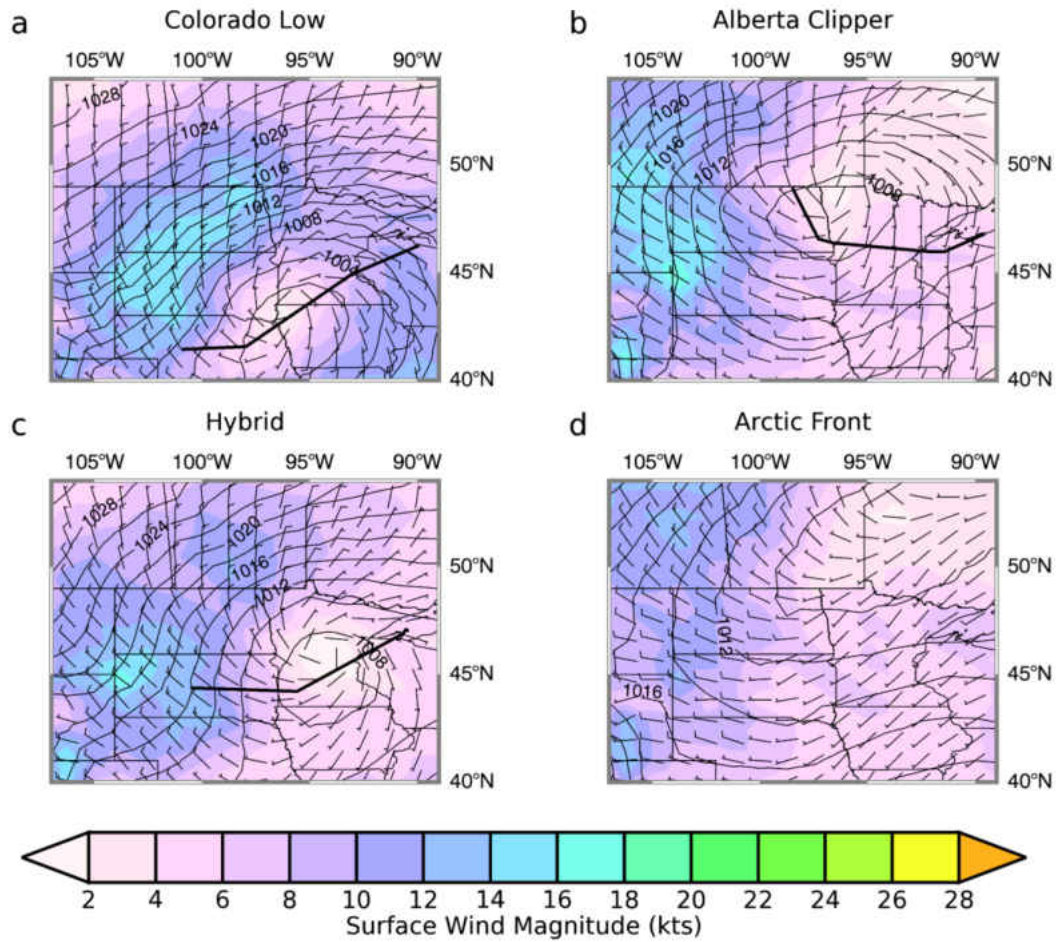 a Colorado Low
105°W 100°W 95°W 90°W
1028
1024
1020
1016
1012
1008
1004
50°N
45°N
40°N
b Alberta Clipper
105°W 100°W 95°W 90°W
1020
1016
1012
1008
50°N
45°N
40°N
c Hybrid
105°W 100°W 95°W 90°W
1028
1024
1020
1016
1012
1008
50°N
45°N
40°N
d Arctic Front
105°W 100°W 95°W 90°W
1012
1016
50°N
45°N
40°N
2 4 6 8 10 12 14 16 18 20 22 24 26 28
Surface Wind Magnitude (kts)